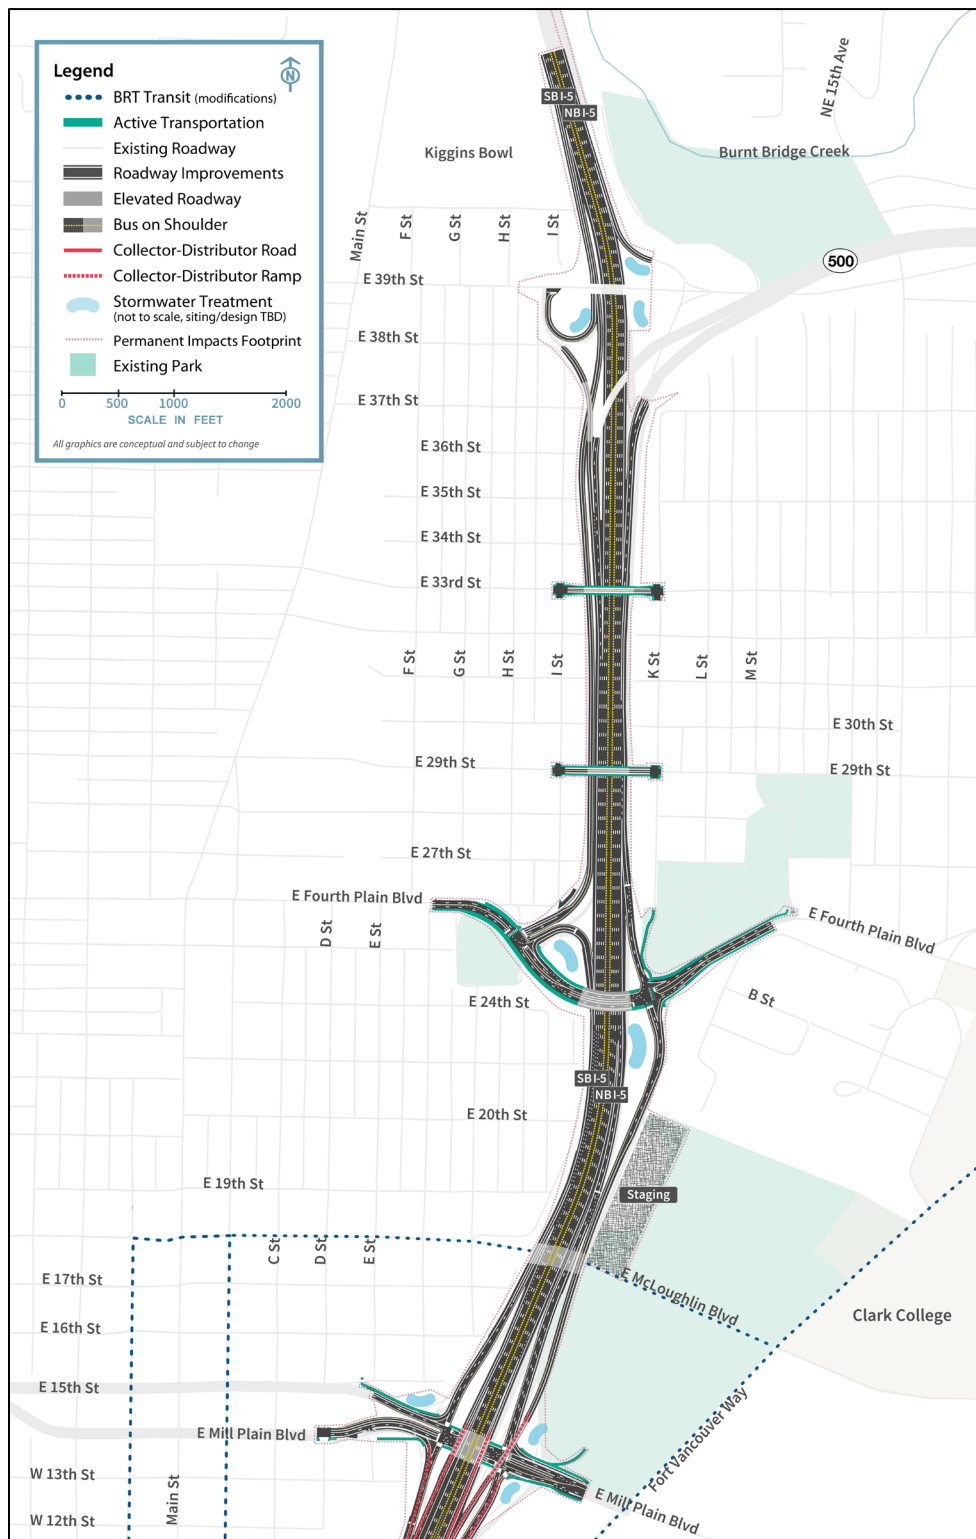 Legend
N
BRT Transit (modifications)
Active Transportation
Existing Roadway
Roadway Improvements
Elevated Roadway
Bus on Shoulder
Collector-Distributor Road
Collector-Distributor Ramp
Stormwater Treatment
(not to scale, siting/design TBD)
Permanent Impacts Footprint
Existing Park
0 500 1000 2000
SCALE IN FEET
All graphics are conceptual and subject to change
NE 15th Ave
SB I-5
NB I-5
Kiggins Bowl
Burnt Bridge Creek
Main St
F St
G St
H St
I St
500
E 39th St
E 38th St
E 37th St
E 36th St
E 35th St
E 34th St
E 33rd St
F St
G St
H St
I St
K St
L St
M St
E 30th St
E 29th St
E 29th St
E 27th St
E Fourth Plain Blvd
D St
E St
E Fourth Plain Blvd
E 24th St
B St
SB I-5
NB I-5
E 20th St
E 19th St
Staging
C St
D St
E St
E 17th St
E McLoughlin Blvd
Clark College
E 16th St
E 15th St
E Mill Plain Blvd
Fort Vancouver Way
W 13th St
Main St
E Mill Plain Blvd
W 12th St